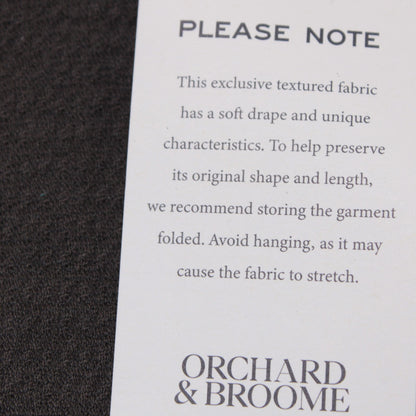 PLEASE NOTE
This exclusive textured fabric
has a soft drape and unique
characteristics. To help preserve
its original shape and length,
we recommend storing the garment
folded. Avoid hanging, as it may
cause the fabric to stretch.
ORCHARD
& BROOME